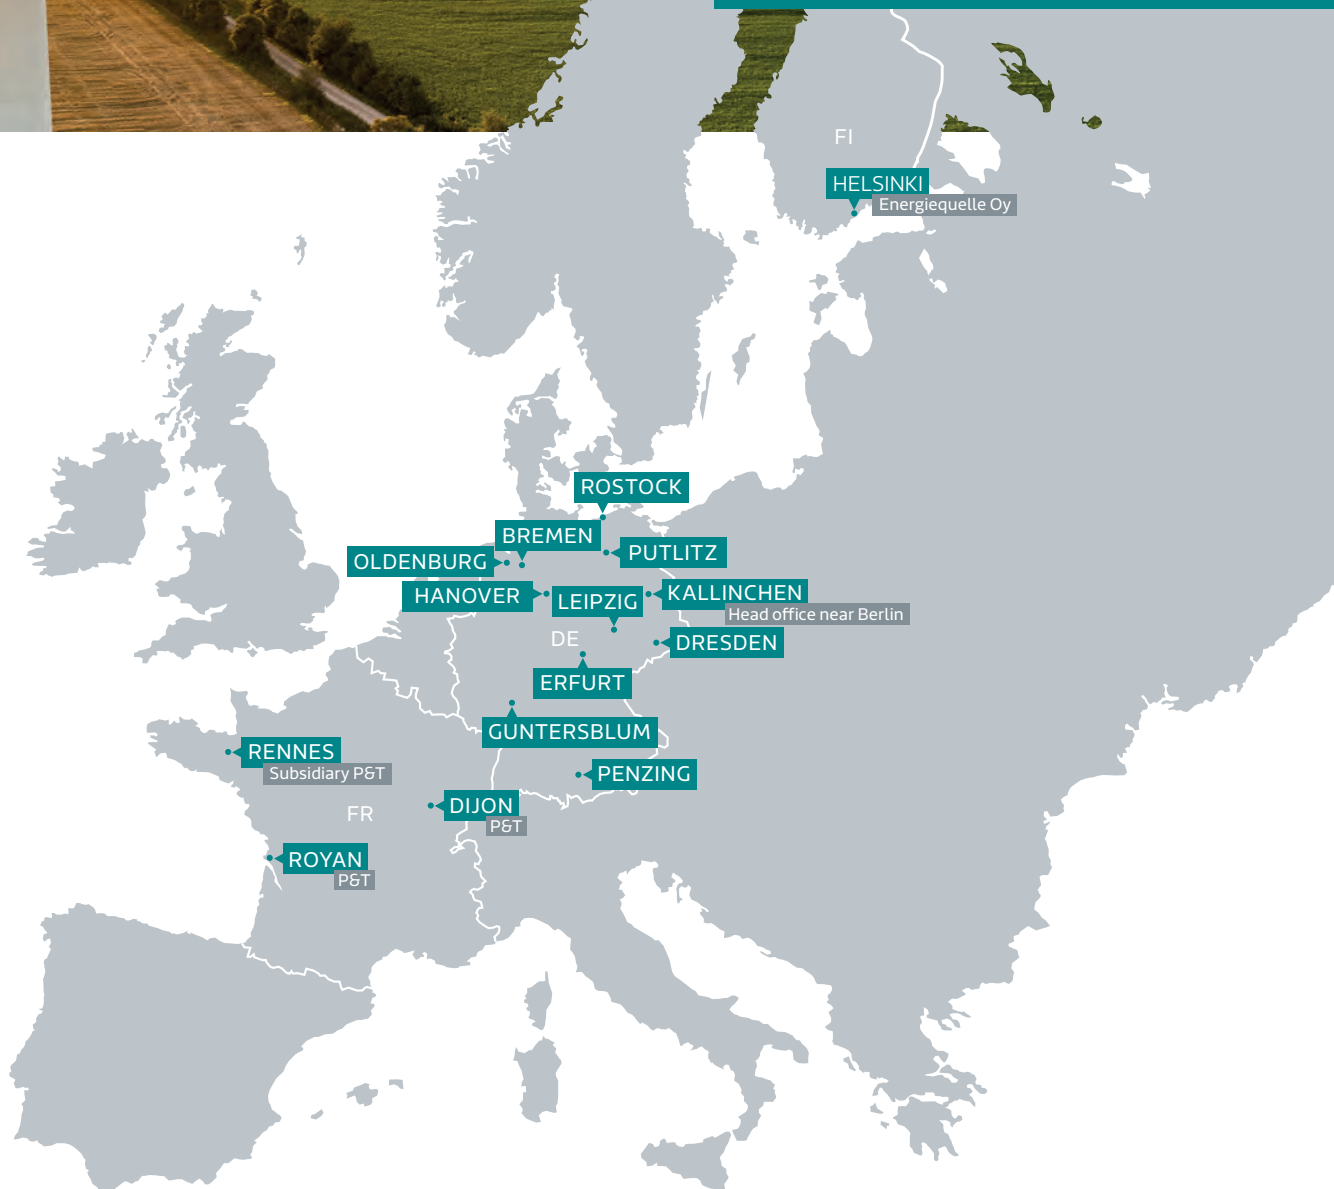 FI
HELSINKI
Energiequelle Oy
ROSTOCK
BREMEN
PUTLITZ
OLDENBURG
HANOVER
LEIPZIG
KALLINCHEN
Head office near Berlin
DE
DRESDEN
ERFURT
GUNTERSBLUM
RENNES
Subsidiary P&T
PENZING
FR
DIJON
P&T
ROYAN
P&T